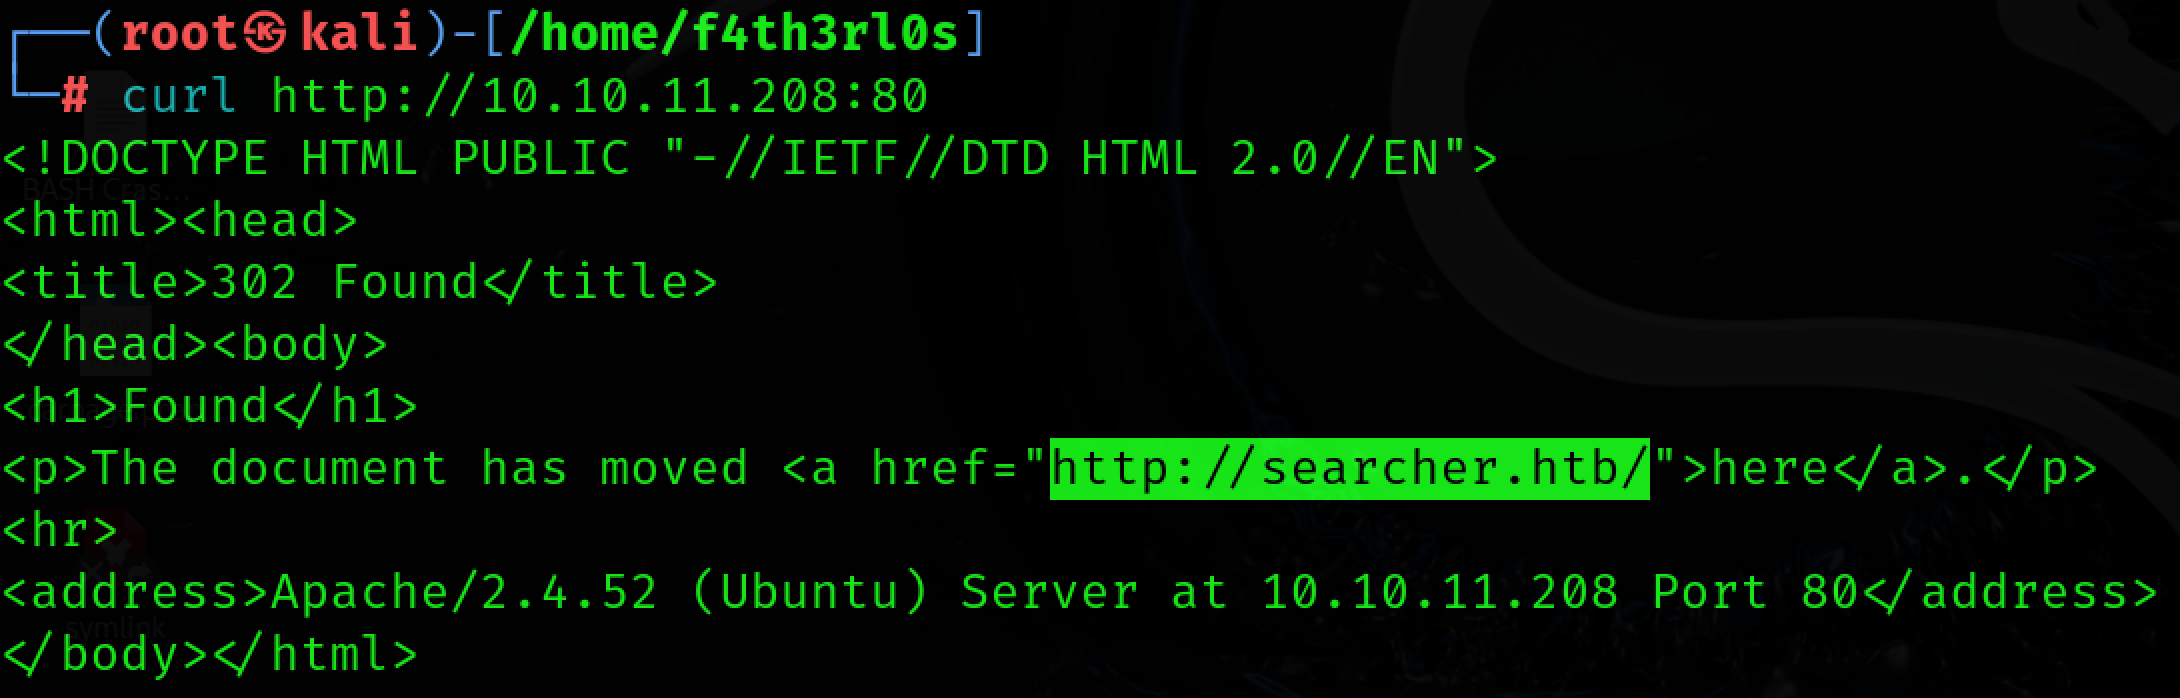 ┌──(root㉿kali)-[/home/f4th3rl0s]
└─# curl http://10.10.11.208:80
<!DOCTYPE HTML PUBLIC "-//IETF//DTD HTML 2.0//EN">
BASH Cras...
<html><head>
<title>302 Found</title>
</head><body>
<h1>Found</h1>
<p>The document has moved <a href="http://searcher.htb/">here</a>.</p>
<hr>
<address>Apache/2.4.52 (Ubuntu) Server at 10.10.11.208 Port 80</address>
symlink
</body></html>